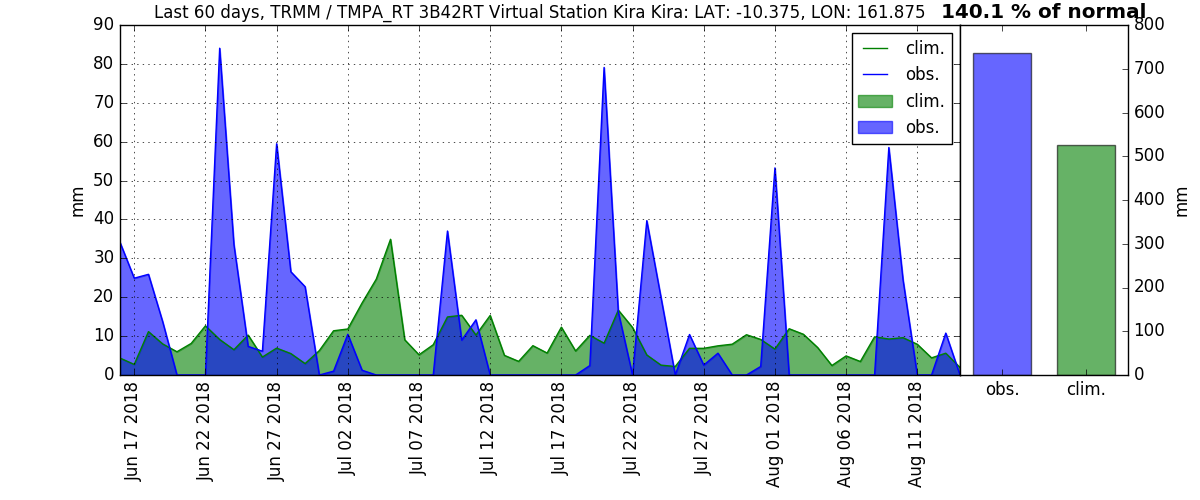 Last 60 days, TRMM / TMPA_RT 3B42RT Virtual Station Kira Kira: LAT: -10.375, LON: 161.875
140.1 % of normal
90
80
70
60
50
40
30
20
10
0
mm
clim.
obs.
clim.
obs.
800
700
600
500
400
300
200
100
0
mm
Jun 17 2018
Jun 22 2018
Jun 27 2018
Jul 02 2018
Jul 07 2018
Jul 12 2018
Jul 17 2018
Jul 22 2018
Jul 27 2018
Aug 01 2018
Aug 06 2018
Aug 11 2018
obs.
clim.